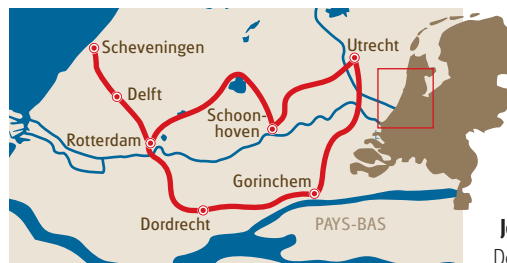 Scheveningen
Utrecht
Delft
Schoon-
hoven
Rotterdam
Gorinchem
Dordrecht
PAYS-BAS